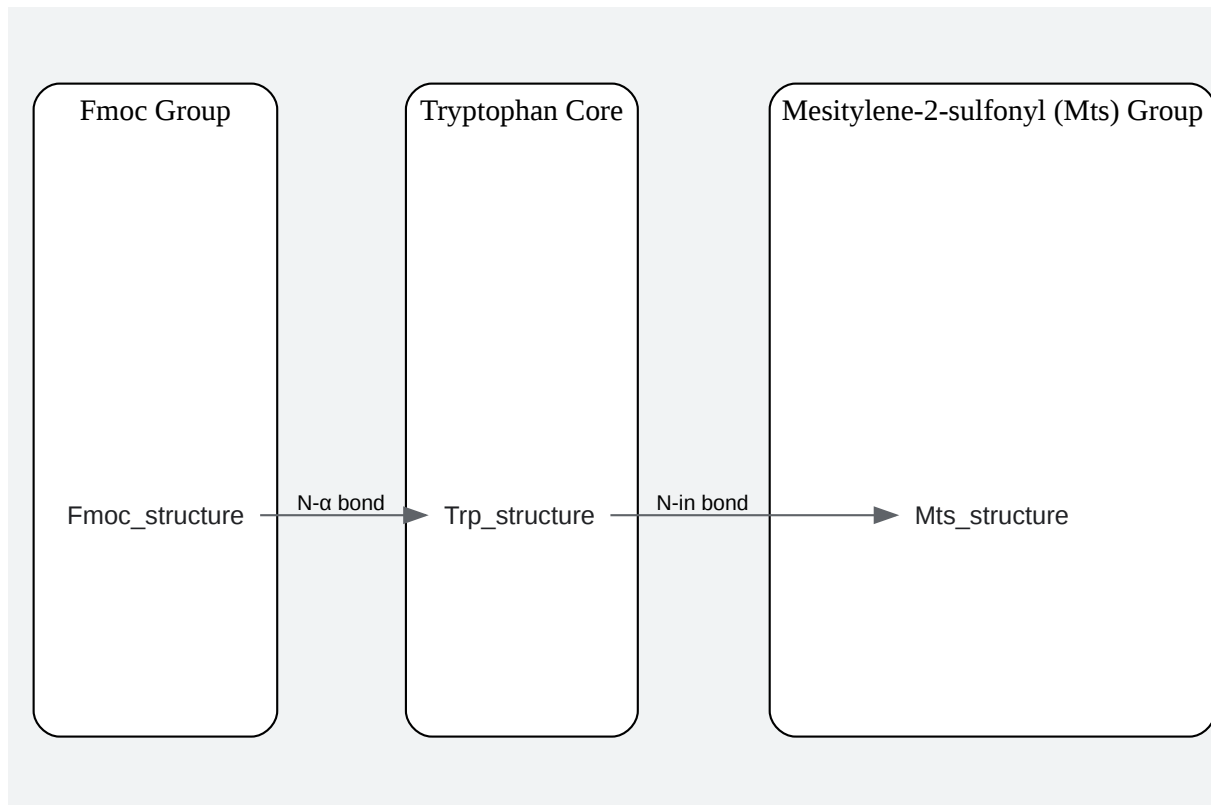 Fmoc Group
Tryptophan Core
Mesitylene-2-sulfonyl (Mts) Group
Fmoc_structure
N-α bond
Trp_structure
N-in bond
Mts_structure